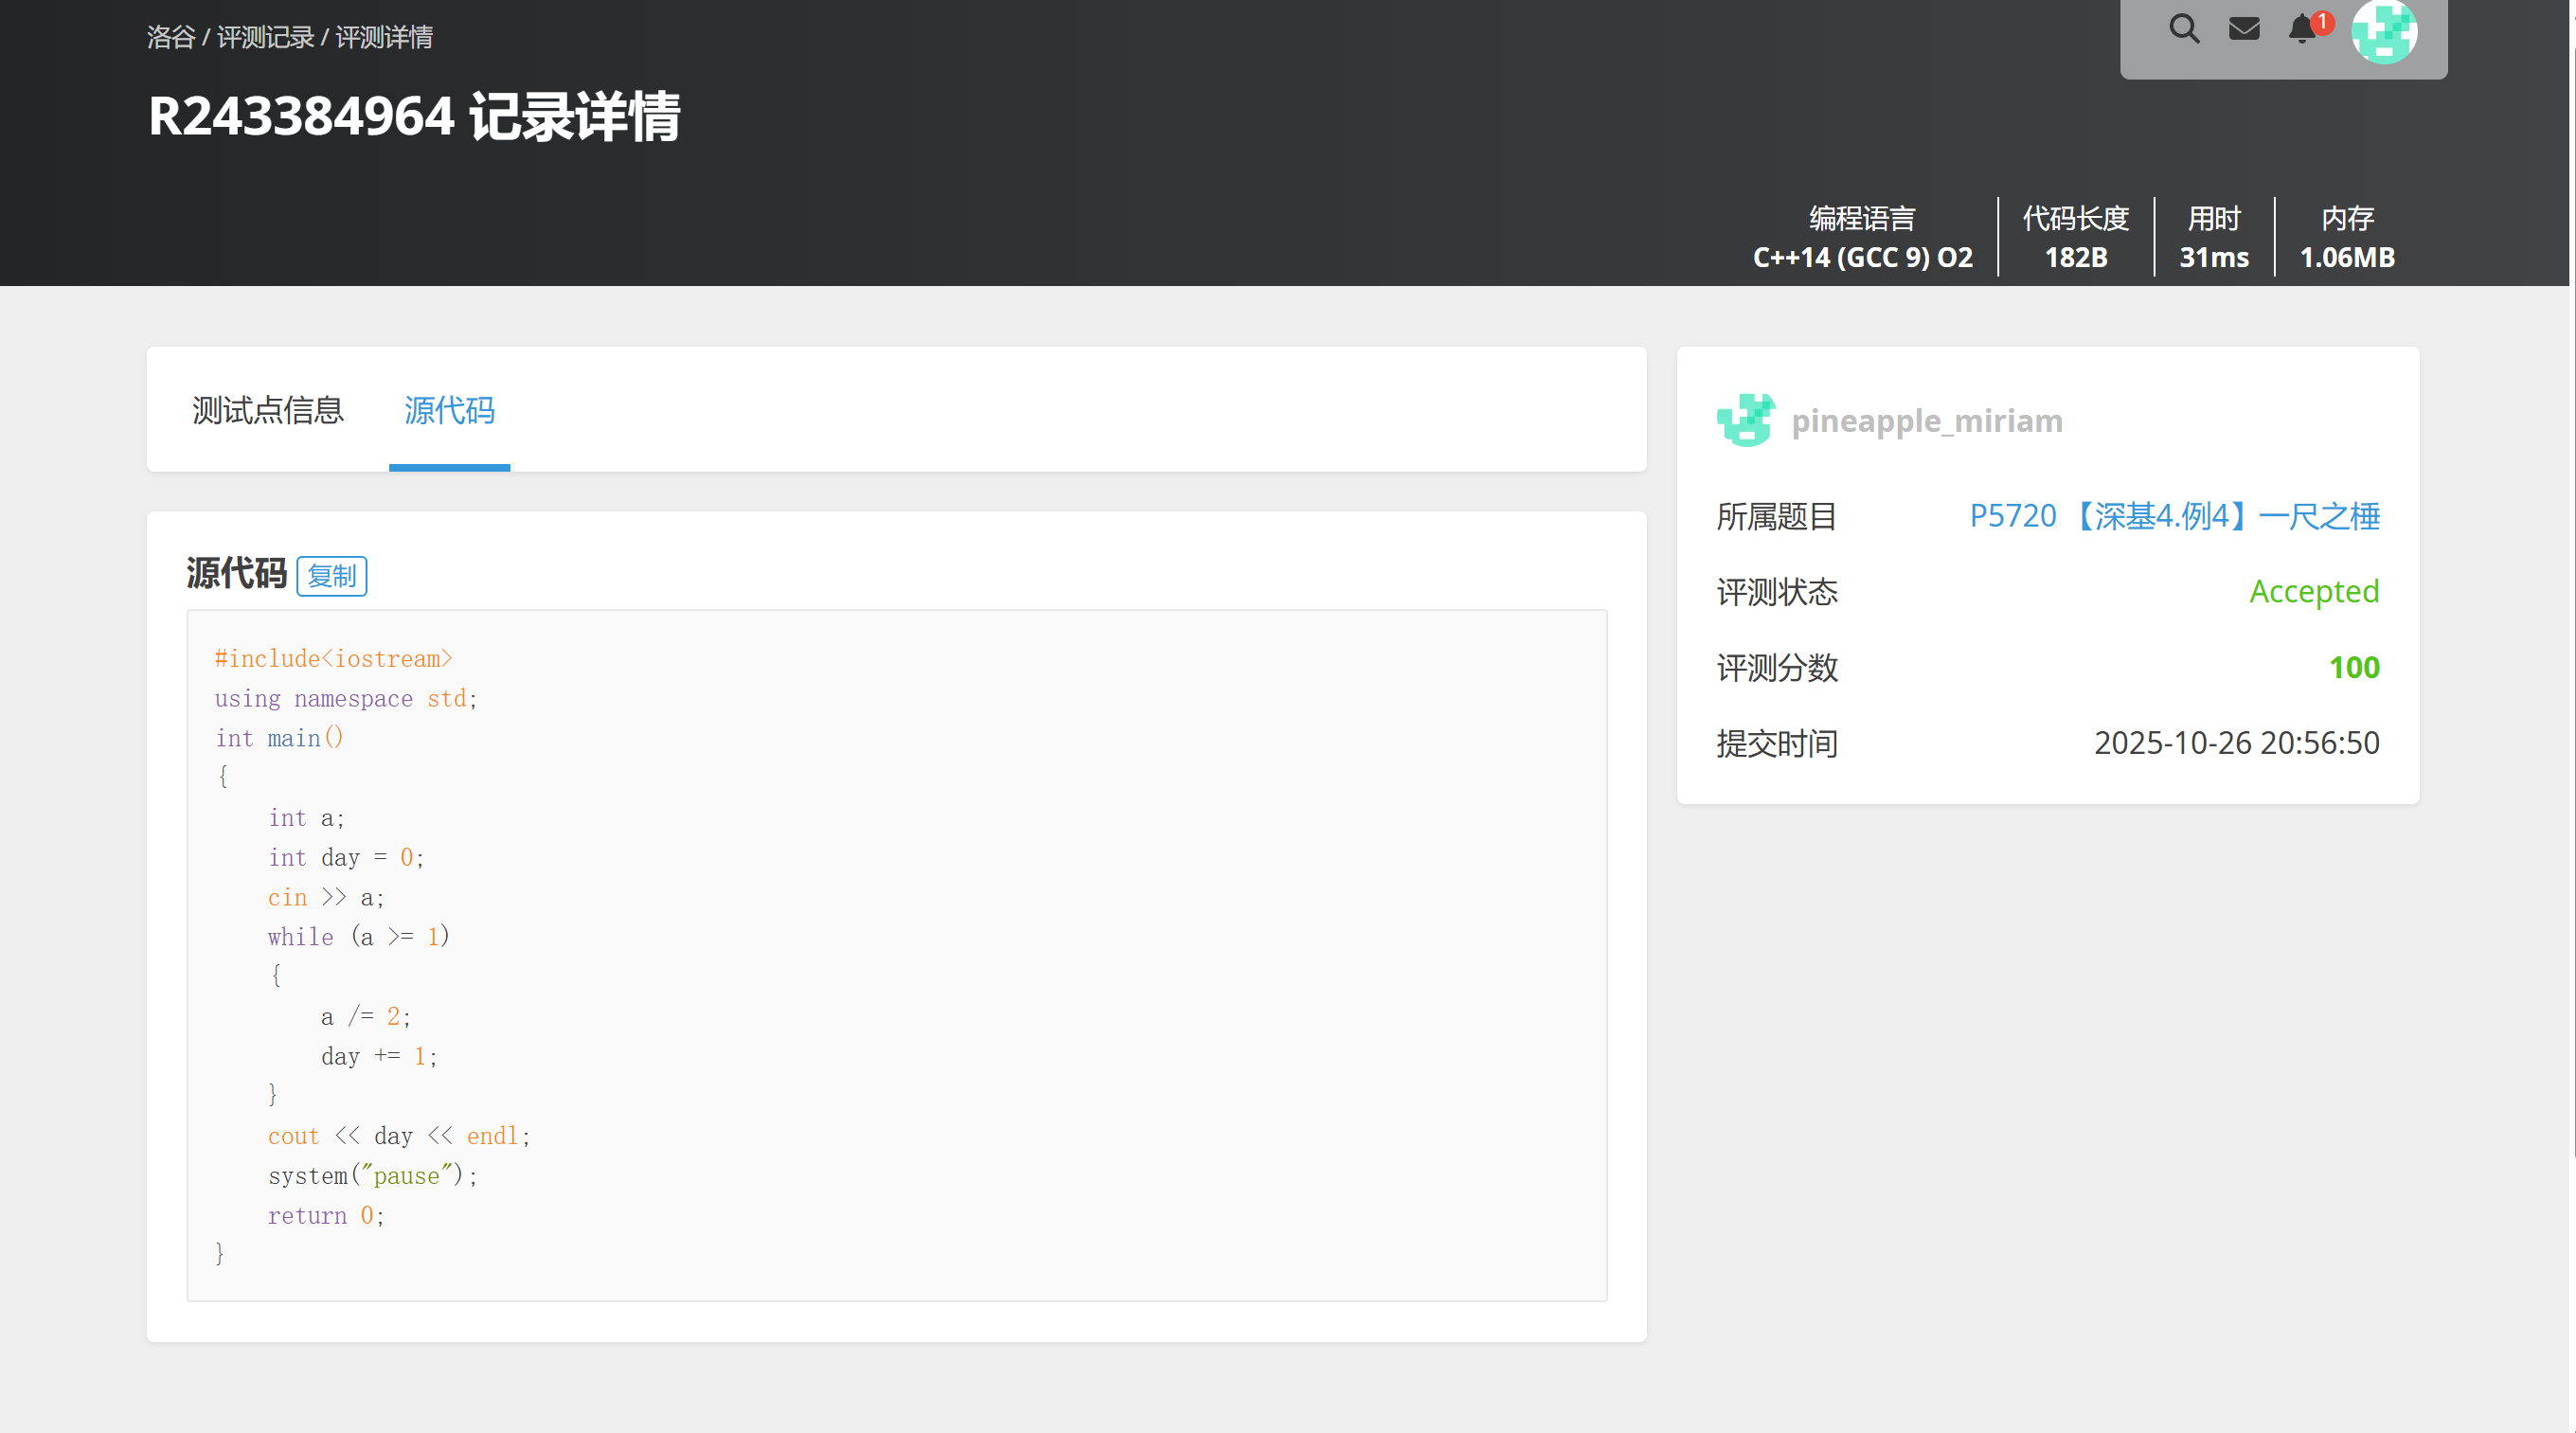 洛谷 / 评测记录 / 评测详情
1
R243384964 记录详情
编程语言
C++14 (GCC 9) O2
代码长度
182B
用时
31ms
内存
1.06MB
测试点信息
源代码
源代码 复制
#include<iostream>
using namespace std;
int main()
{
    int a;
    int day = 0;
    cin >> a;
    while (a >= 1)
    {
        a /= 2;
        day += 1;
    }
    cout << day << endl;
    system("pause");
    return 0;
}
pineapple_miriam
所属题目 P5720 【深基4.例4】一尺之棰
评测状态 Accepted
评测分数 100
提交时间 2025-10-26 20:56:50